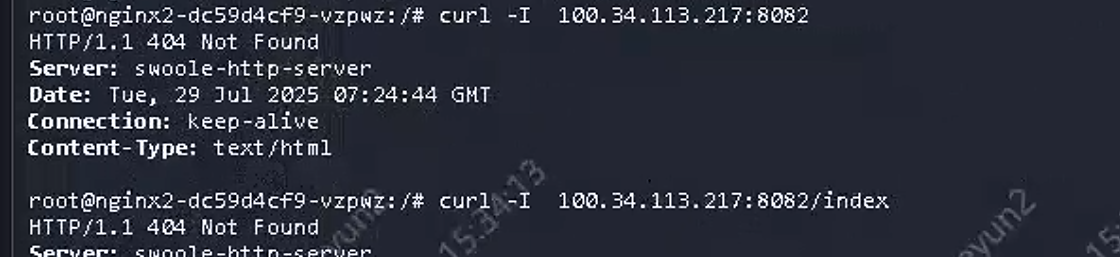 root@nginx2-dc59d4cf9-vzpwz:/# curl -I  100.34.113.217:8082
HTTP/1.1 404 Not Found
Server: swoole-http-server
Date: Tue, 29 Jul 2025 07:24:44 GMT
Connection: keep-alive
Content-Type: text/html
root@nginx2-dc59d4cf9-vzpwz:/# curl -I  100.34.113.217:8082/index
HTTP/1.1 404 Not Found
Server: swoole-http-server
15:34:13